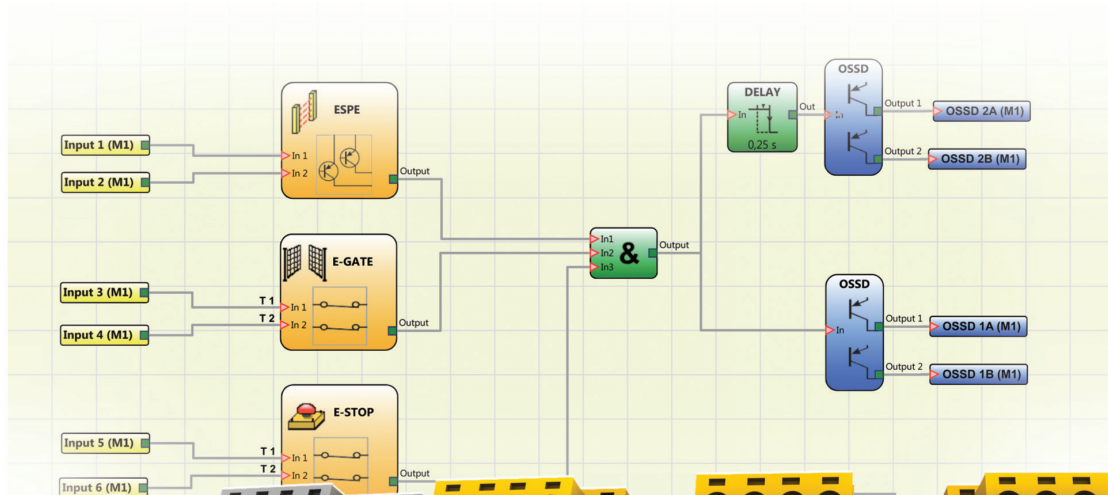 Input 1 (M1)
Input 2 (M1)
ESPE
In 1
In 2
Output
Input 3 (M1)
Input 4 (M1)
T 1
T 2
E-GATE
In 1
In 2
Output
Input 5 (M1)
Input 6 (M1)
T 1
T 2
E-STOP
In 1
In 2
Output
In1
In2
In3
&
Output
DELAY
In
Out
0,25 s
OSSD
In
Output 1
Output 2
OSSD 2A (M1)
OSSD 2B (M1)
OSSD
In
Output 1
Output 2
OSSD 1A (M1)
OSSD 1B (M1)